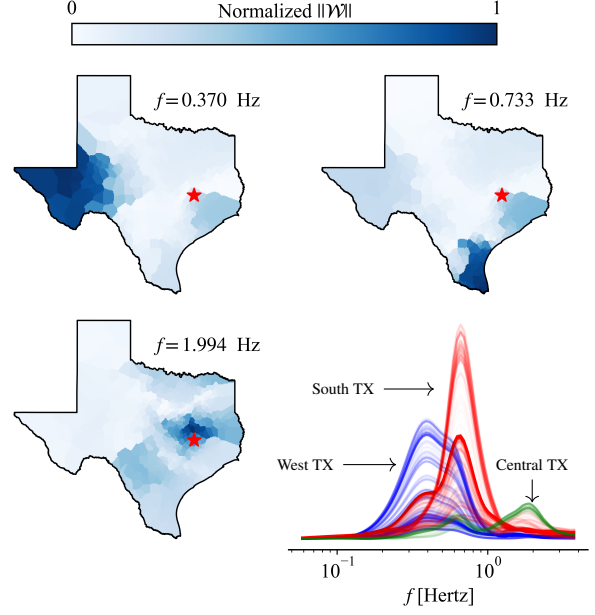 0 Normalized ||𝒲|| 1
f=0.370 Hz
f=0.733 Hz
f=1.994 Hz
South TX
West TX
Central TX
10⁻¹ 10⁰
f [Hertz]